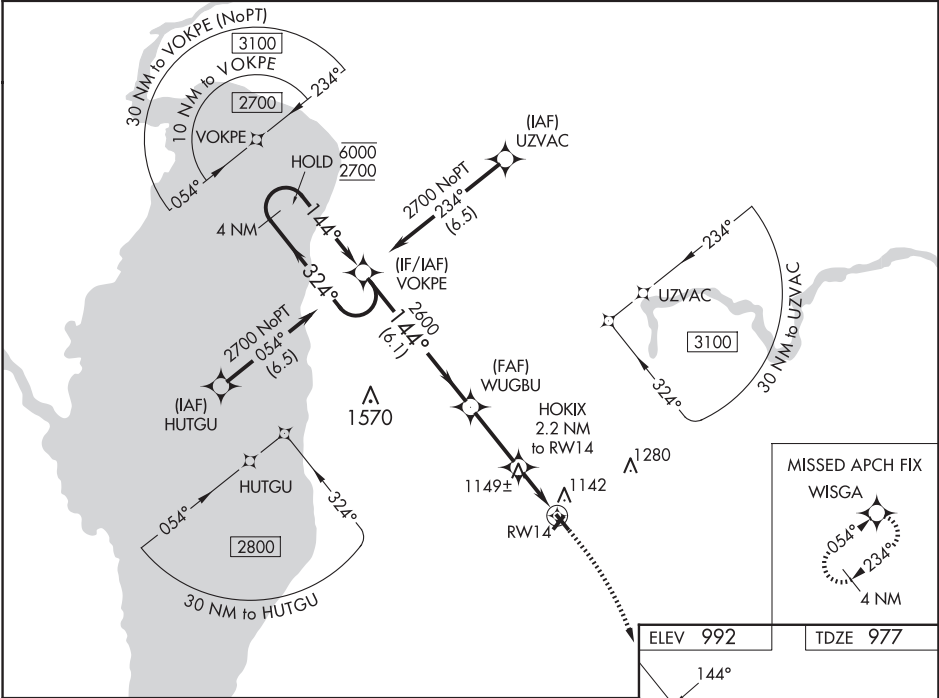 30 NM to VOKPE (NoPT)
3100
10 NM to VOKPE
2700
234°
VOKPE
054°
HOLD
6000
2700
4 NM
144°
324°
(IAF)
UZVAC
2700 NoPT
234°
(6.5)
(IF/IAF)
VOKPE
2600
144°
(6.1)
2700 NoPT
054°
(6.5)
(IAF)
HUTGU
1570
(FAF)
WUGBU
HOKIX
2.2 NM
to RW14
1149±
1142
1280
RW14
234°
UZVAC
3100
324°
30 NM to UZVAC
HUTGU
054°
324°
2800
30 NM to HUTGU
MISSED APCH FIX
WISGA
054°
234°
4 NM
ELEV 992
TDZE 977
144°